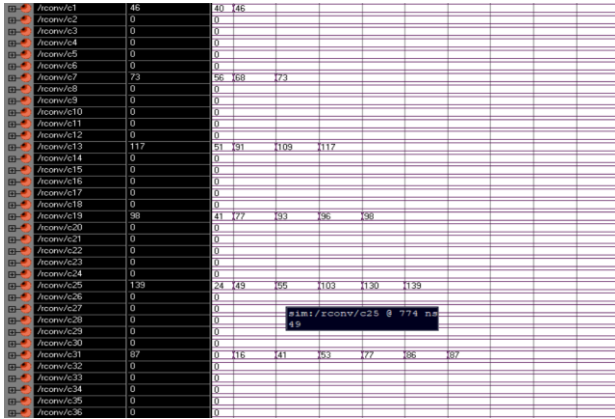 /rconv/c1 46 40 46
/rconv/c2 0 0
/rconv/c3 0 0
/rconv/c4 0 0
/rconv/c5 0 0
/rconv/c6 0 0
/rconv/c7 73 56 68 73
/rconv/c8 0 0
/rconv/c9 0 0
/rconv/c10 0 0
/rconv/c11 0 0
/rconv/c12 0 0
/rconv/c13 117 51 91 109 117
/rconv/c14 0 0
/rconv/c15 0 0
/rconv/c16 0 0
/rconv/c17 0 0
/rconv/c18 0 0
/rconv/c19 98 41 77 93 96 98
/rconv/c20 0 0
/rconv/c21 0 0
/rconv/c22 0 0
/rconv/c23 0 0
/rconv/c24 0 0
/rconv/c25 139 24 49 55 103 130 139
/rconv/c26 0 0
/rconv/c27 0 0
sim:/rconv/c25 @ 774 ns
/rconv/c28 0 0
49
/rconv/c29 0 0
/rconv/c30 0 0
/rconv/c31 87 0 16 41 53 77 86 87
/rconv/c32 0 0
/rconv/c33 0 0
/rconv/c34 0 0
/rconv/c35 0 0
/rconv/c36 0 0